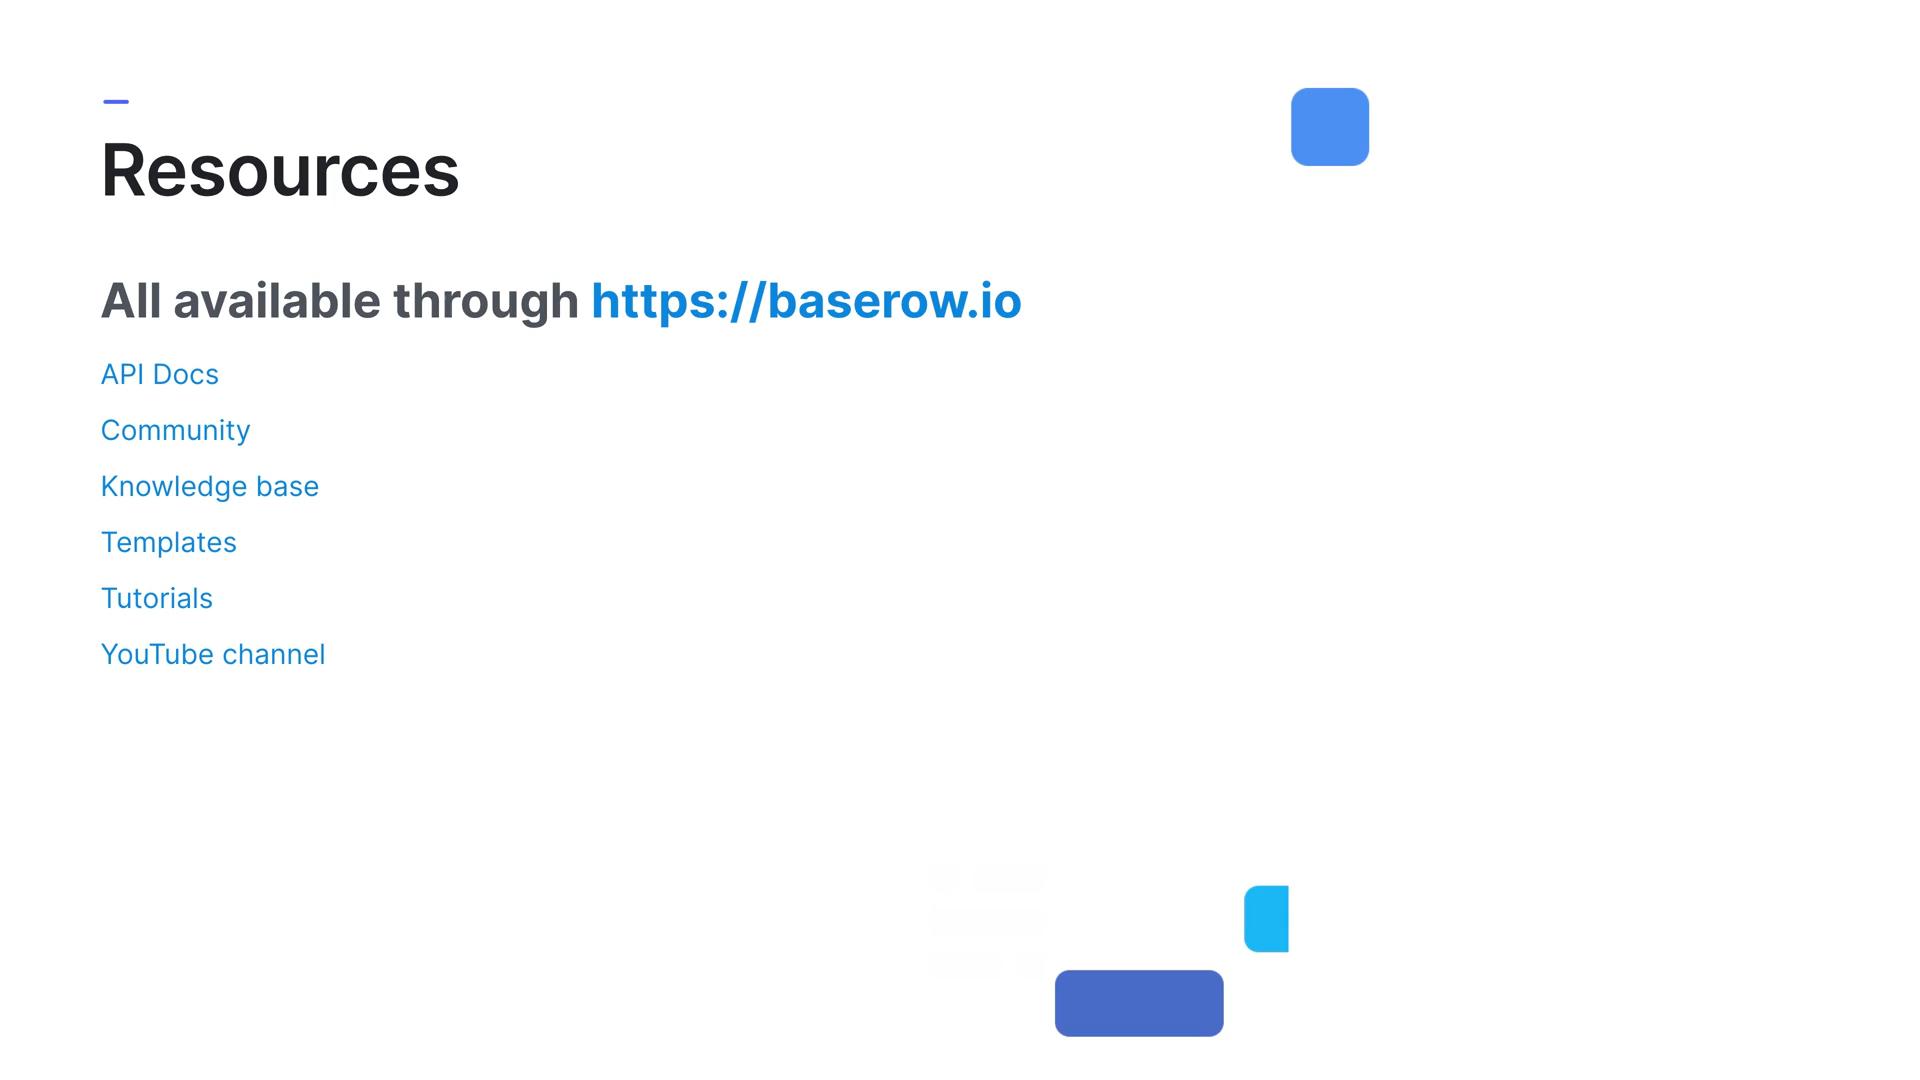 Resources
All available through https://baserow.io
API Docs
Community
Knowledge base
Templates
Tutorials
YouTube channel